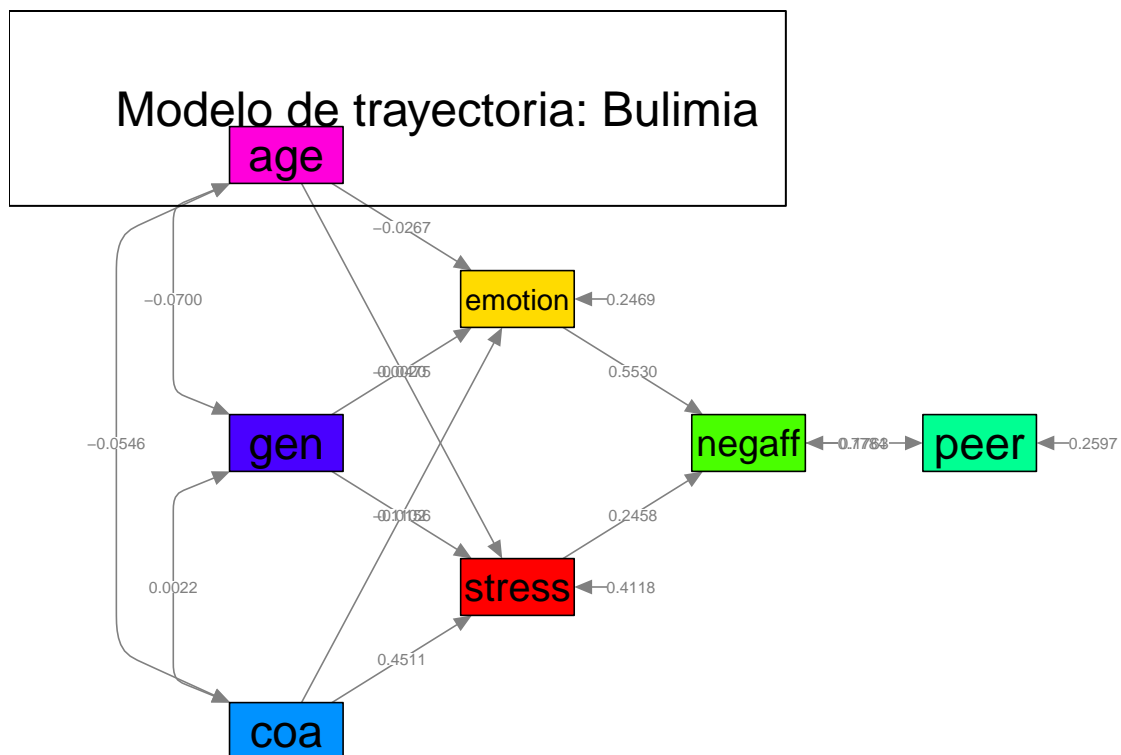 Modelo de trayectoria: Bulimia
age
−0.0267
emotion
0.2469
−0.0700
0.5530
gen
negaff
peer
0.2597
−0.0546
0.2458
stress
0.4118
0.0022
0.4511
coa